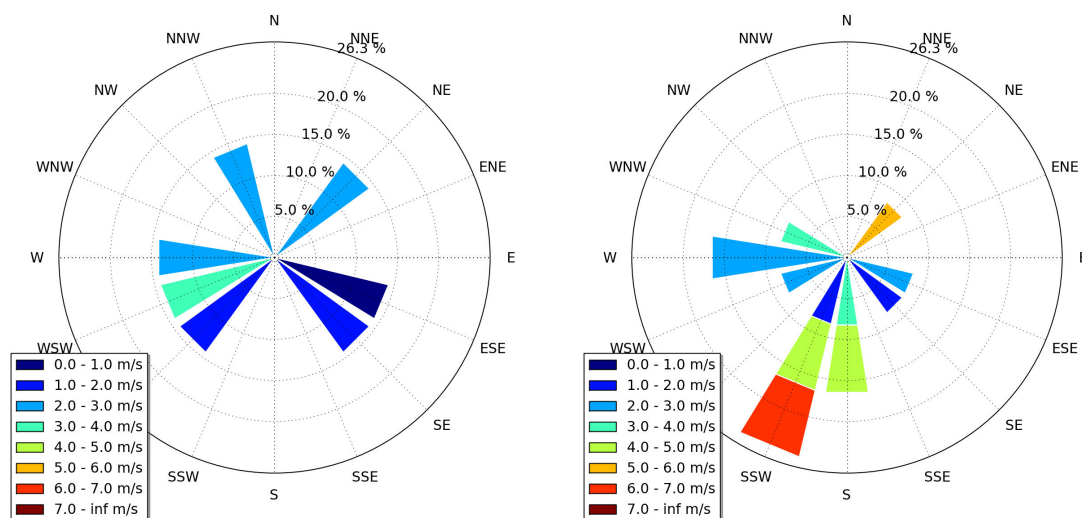 N
NNW
NNE
26.3 %
NW
NE
20.0 %
15.0 %
WNW
ENE
10.0 %
5.0 %
W
E
WSW
ESE
0.0 - 1.0 m/s
1.0 - 2.0 m/s
2.0 - 3.0 m/s
3.0 - 4.0 m/s
4.0 - 5.0 m/s
5.0 - 6.0 m/s
6.0 - 7.0 m/s
7.0 - inf m/s
SE
SSW
SSE
S
N
NNW
NNE
26.3 %
NW
NE
20.0 %
15.0 %
WNW
ENE
10.0 %
5.0 %
W
WSW
ESE
0.0 - 1.0 m/s
1.0 - 2.0 m/s
2.0 - 3.0 m/s
3.0 - 4.0 m/s
4.0 - 5.0 m/s
5.0 - 6.0 m/s
6.0 - 7.0 m/s
7.0 - inf m/s
SE
SSW
SSE
S